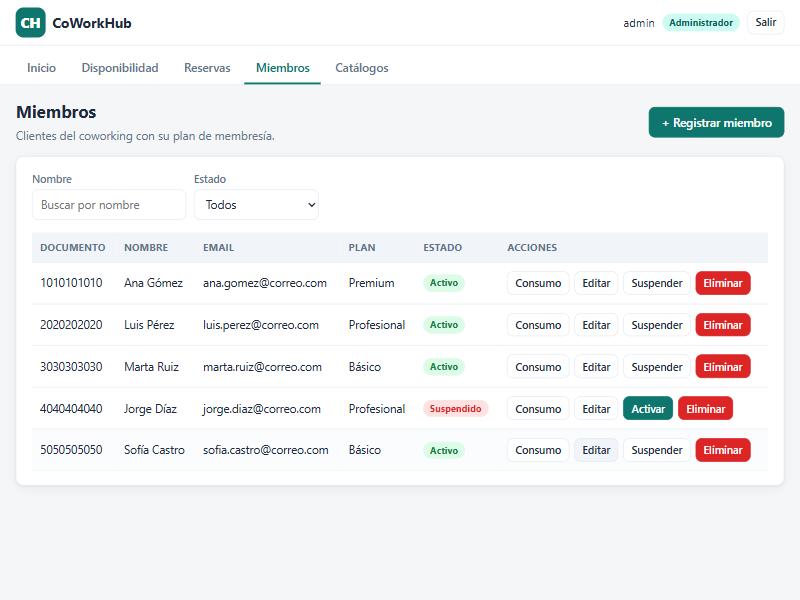 CH CoWorkHub admin Administrador Salir
Inicio Disponibilidad Reservas Miembros Catálogos
Miembros
Clientes del coworking con su plan de membresía.
+ Registrar miembro
Nombre Estado
Buscar por nombre Todos
DOCUMENTO NOMBRE EMAIL PLAN ESTADO ACCIONES
1010101010 Ana Gómez ana.gomez@correo.com Premium Activo Consumo Editar Suspender Eliminar
2020202020 Luis Pérez luis.perez@correo.com Profesional Activo Consumo Editar Suspender Eliminar
3030303030 Marta Ruiz marta.ruiz@correo.com Básico Activo Consumo Editar Suspender Eliminar
4040404040 Jorge Díaz jorge.diaz@correo.com Profesional Suspendido Consumo Editar Activar Eliminar
5050505050 Sofía Castro sofia.castro@correo.com Básico Activo Consumo Editar Suspender Eliminar